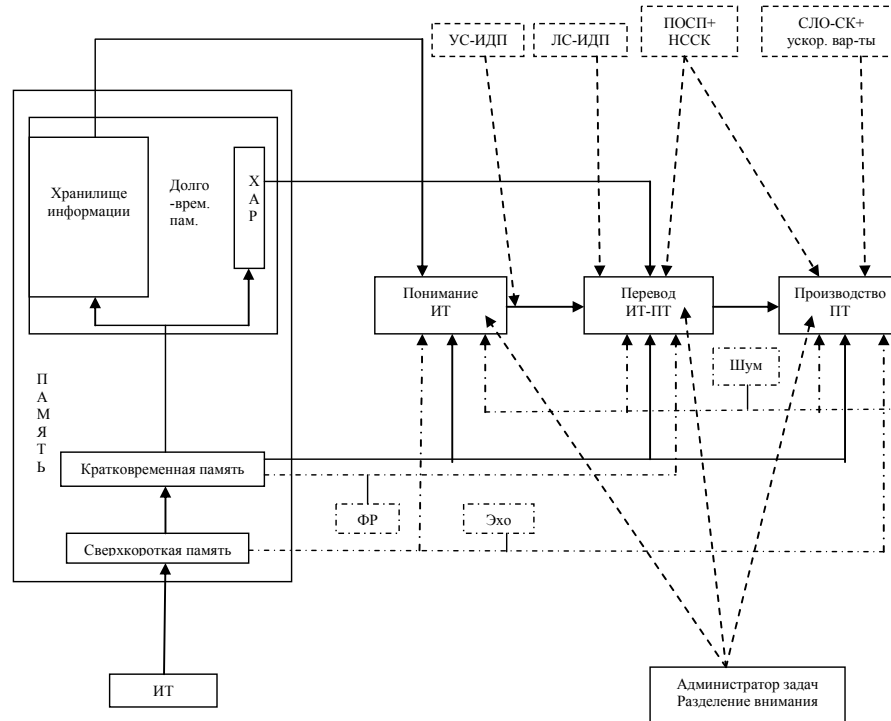 УС-ИДП
ЛС-ИДП
ПОСП+
НССК
СЛО-СК+
ускор. вар-ты
Хранилище
информации
Долго
-врем.
пам.
Х
А
Р
Понимание
ИТ
Перевод
ИТ-ПТ
Производство
ПТ
Шум
П
А
М
Я
Т
Ь
Кратковременная память
ФР
Эхо
Сверхкороткая память
ИТ
Администратор задач
Разделение внимания